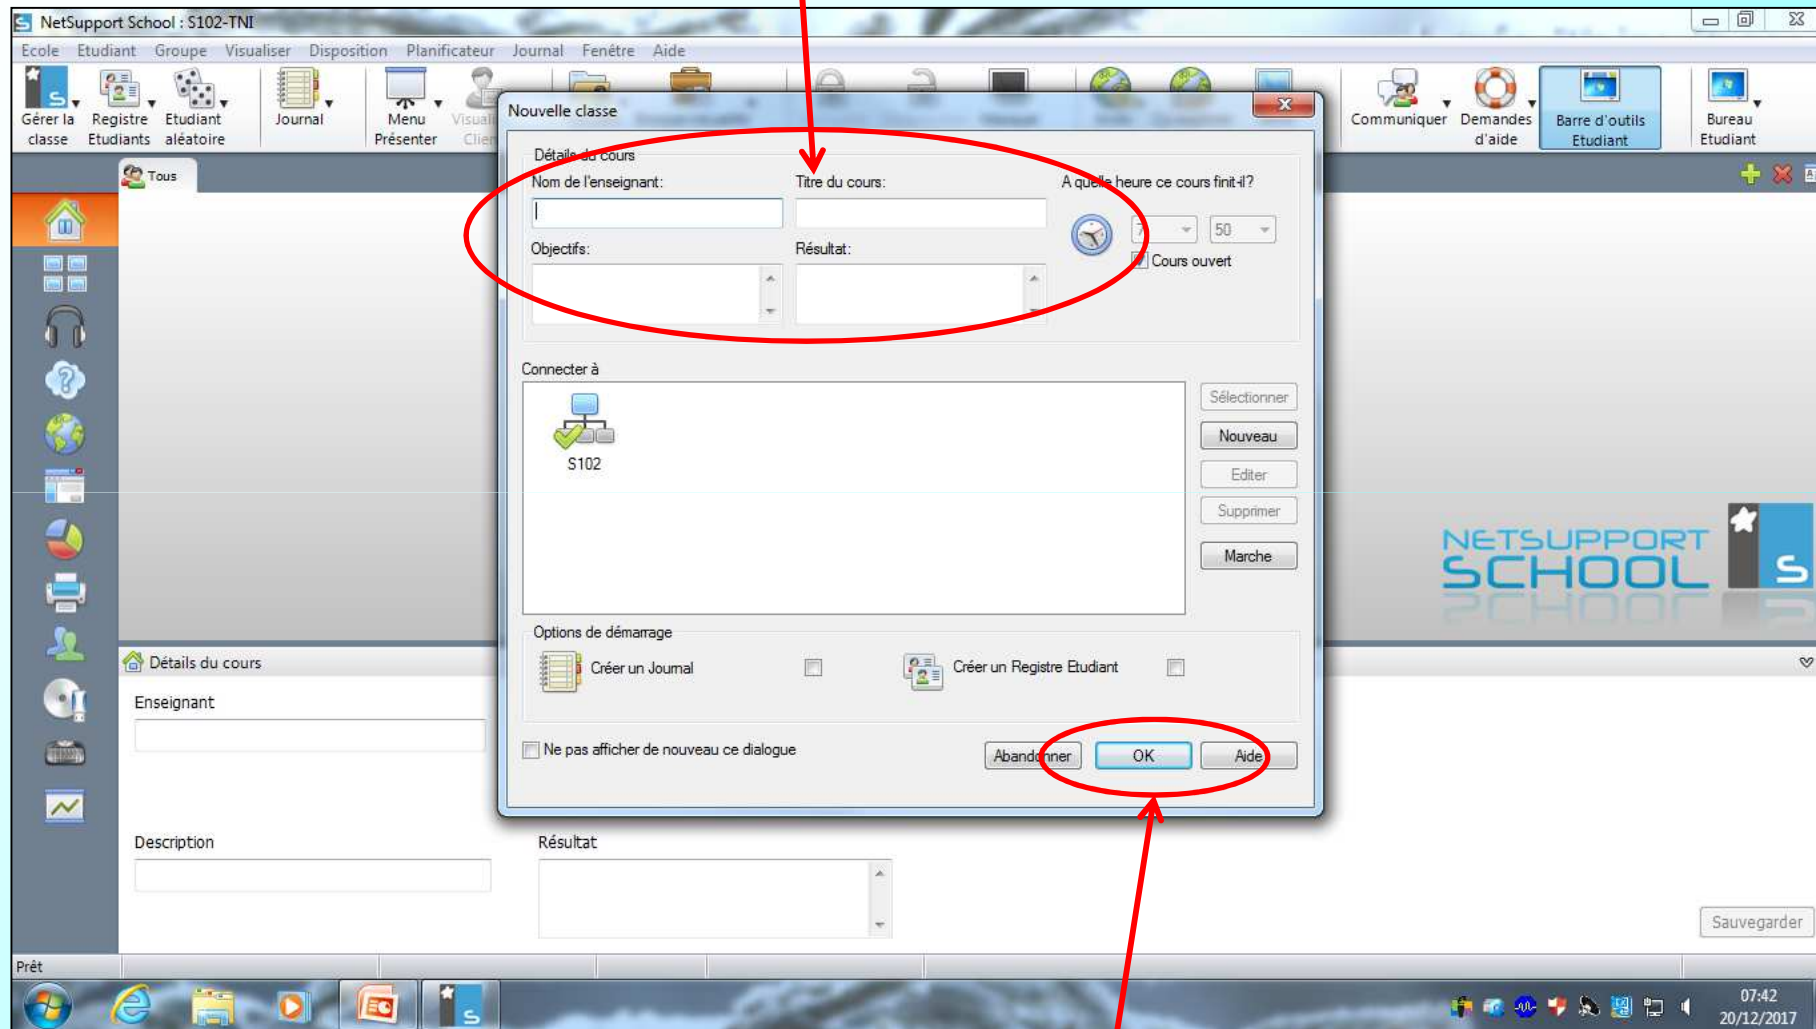 NetSupport School : S102-TNI
Ecole Etudiant Groupe Visualiser Disposition Planificateur Journal Fenêtre Aide
Gérer la classe
Registre Etudiants
Etudiant aléatoire
Journal
Menu Présenter
Communiquer
Demandes d'aide
Barre d'outils Etudiant
Bureau Etudiant
Tous
Nouvelle classe
Détails du cours
Nom de l'enseignant:
Titre du cours:
A quelle heure ce cours finit-il?
7
50
Cours ouvert
Objectifs:
Résultat:
Connecter à
S102
Sélectionner
Nouveau
Editer
Supprimer
Marche
Options de démarrage
Créer un Journal
Créer un Registre Etudiant
Ne pas afficher de nouveau ce dialogue
Abandonner
OK
Aide
NETSUPPORT
SCHOOL
S
Détails du cours
Enseignant
Description
Résultat
Sauvegarder
Prêt
07:42
20/12/2017